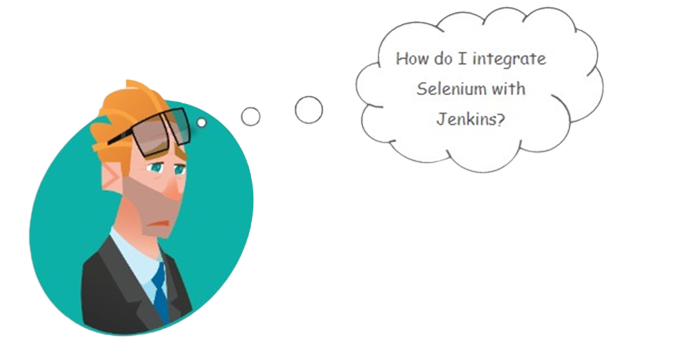 How do I integrate
Selenium with
Jenkins?